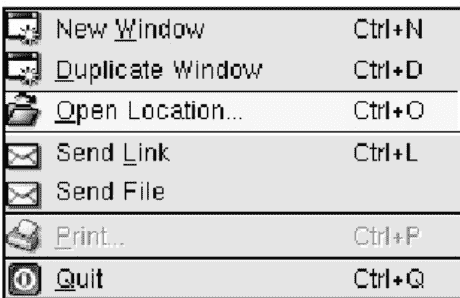 New Window Ctrl+N
Duplicate Window Ctrl+D
Open Location... Ctrl+O
Send Link Ctrl+L
Send File
Print... Ctrl+P
Quit Ctrl+Q